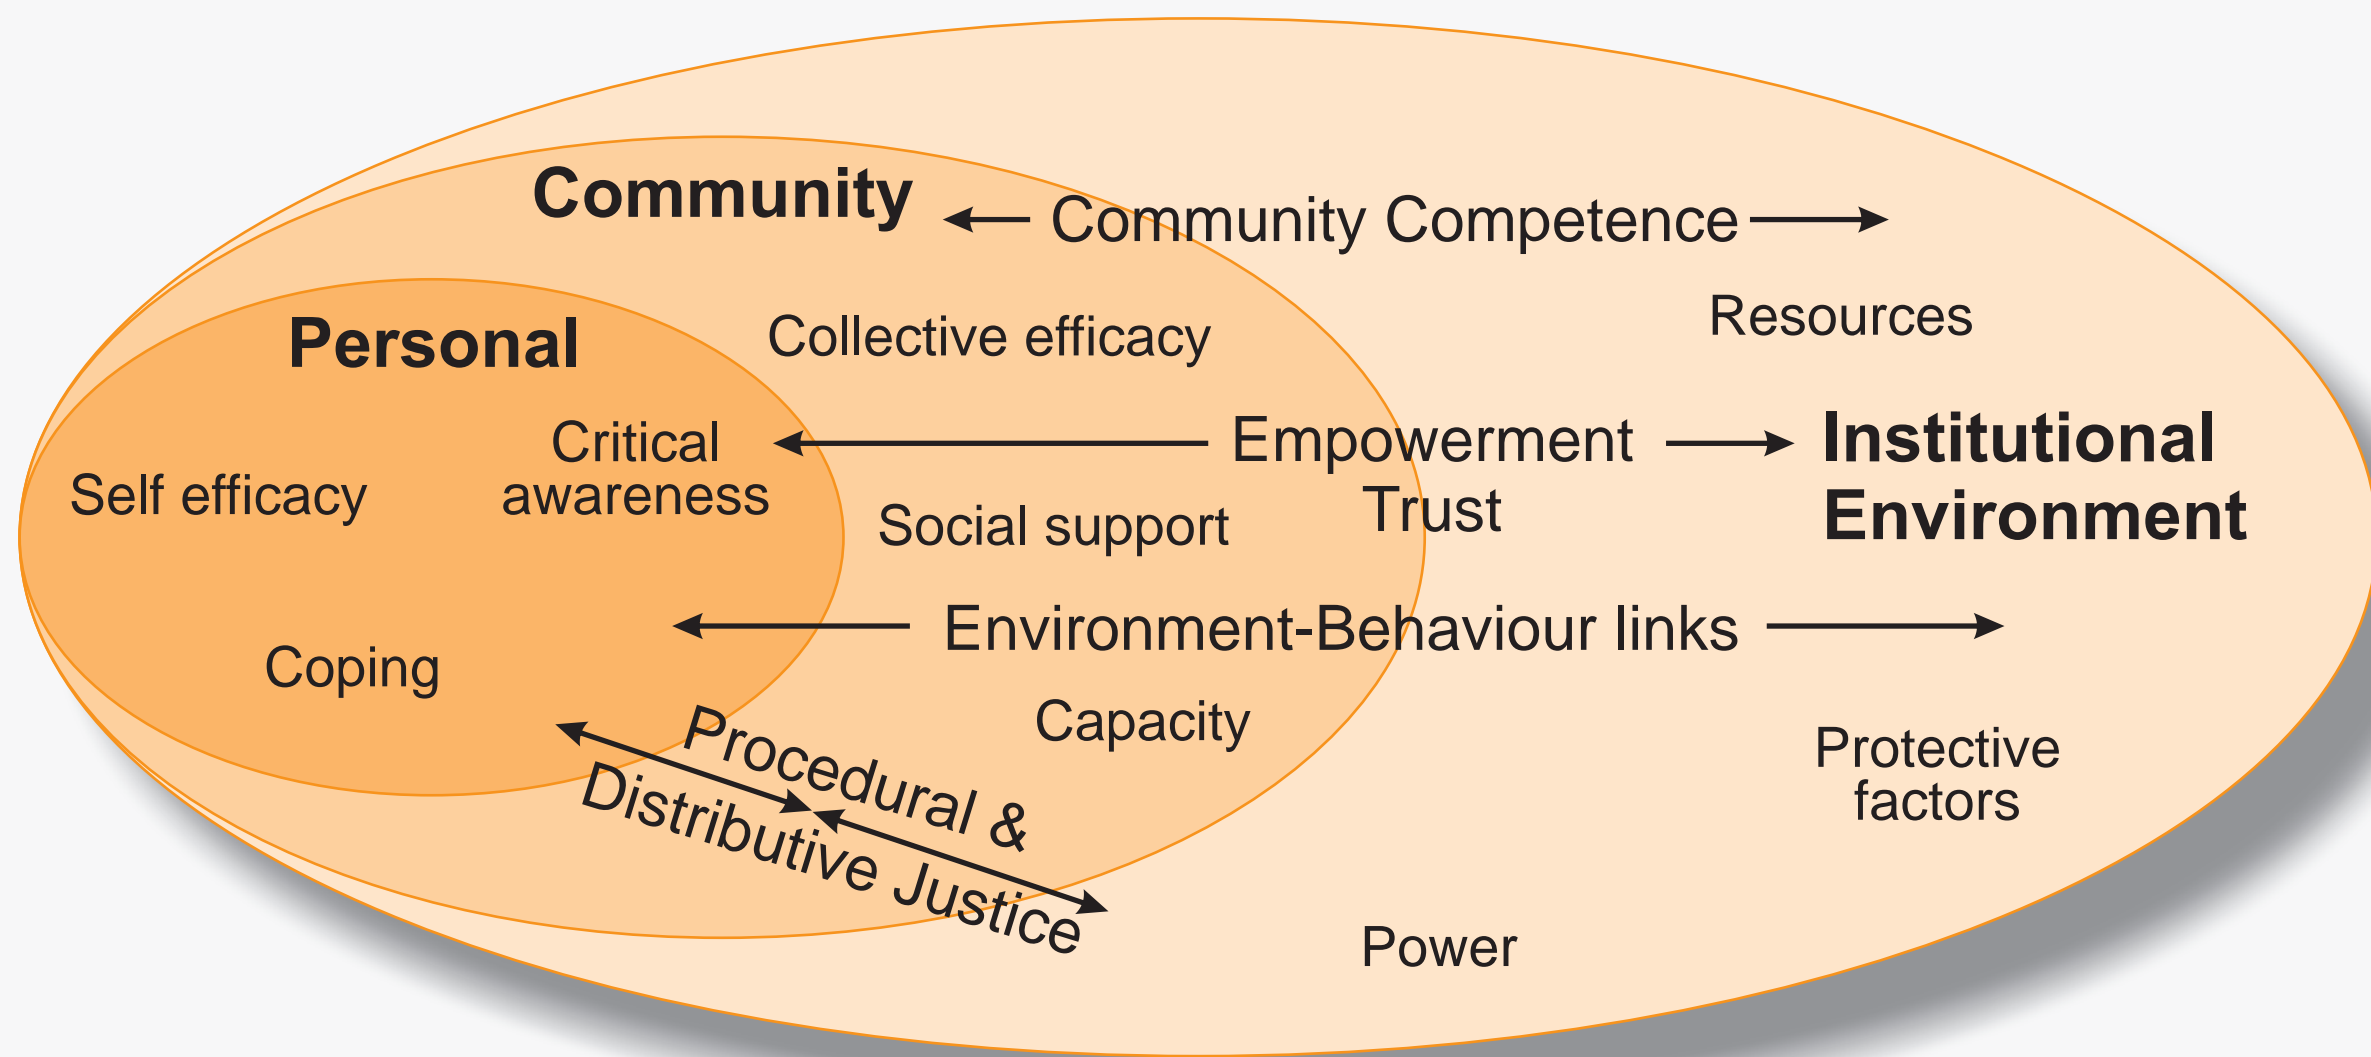 Community
Community Competence
Resources
Personal
Collective efficacy
Critical
awareness
Self efficacy
Empowerment
Trust
Institutional
Environment
Social support
Environment-Behaviour links
Coping
Capacity
Procedural &
Distributive Justice
Protective
factors
Power